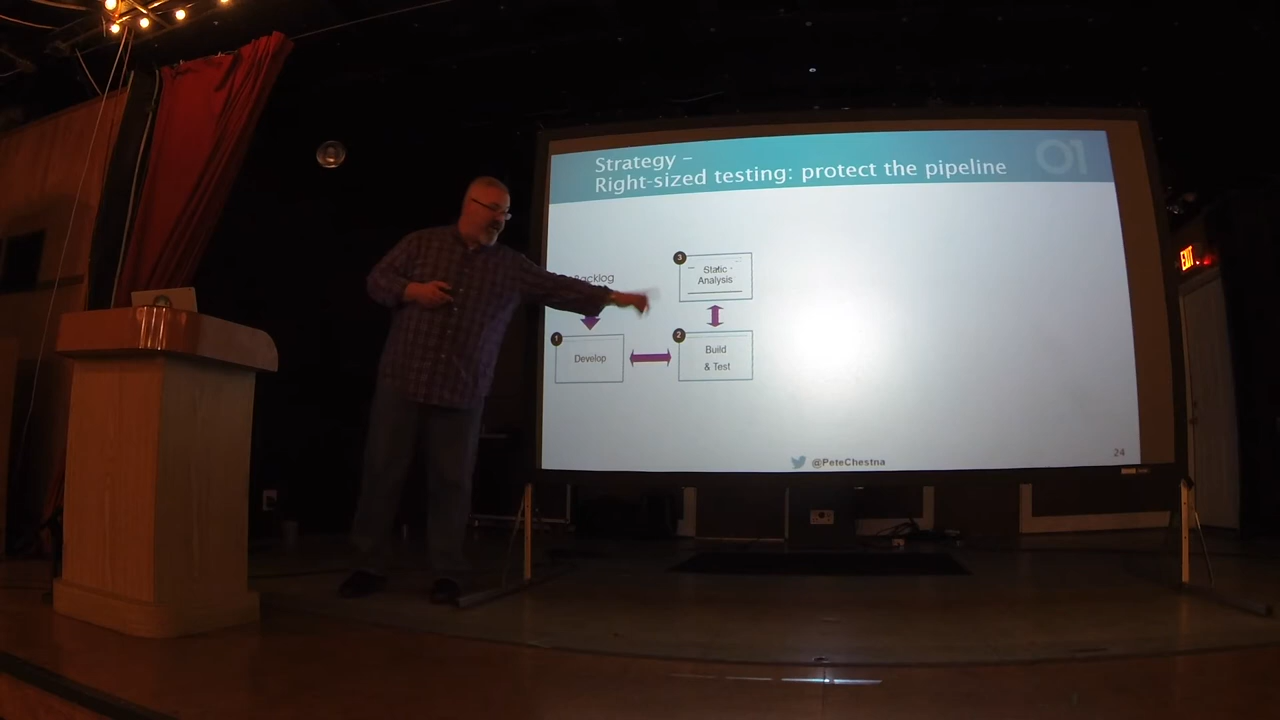 Strategy –
Right-sized testing: protect the pipeline
01
Backlog
3
Static
Analysis
1
Develop
2
Build
& Test
@PeteChestna
24
EXIT